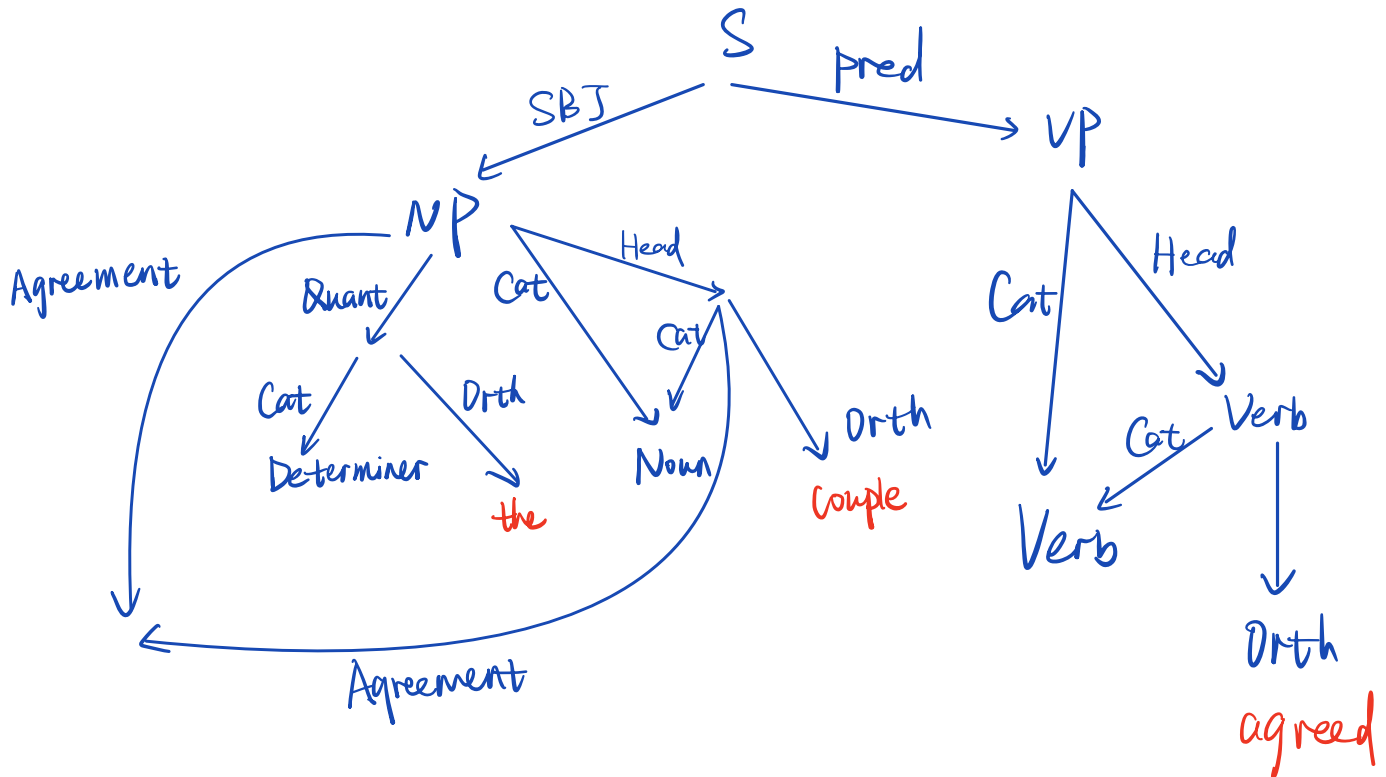 S
pred
SBJ
VP
NP
Head
Head
Agreement
Quant
Cat
Cat
Cat
Cat
Orth
Orth
Verb
Cat
Determiner
Noun
couple
the
Verb
Orth
Agreement
agreed